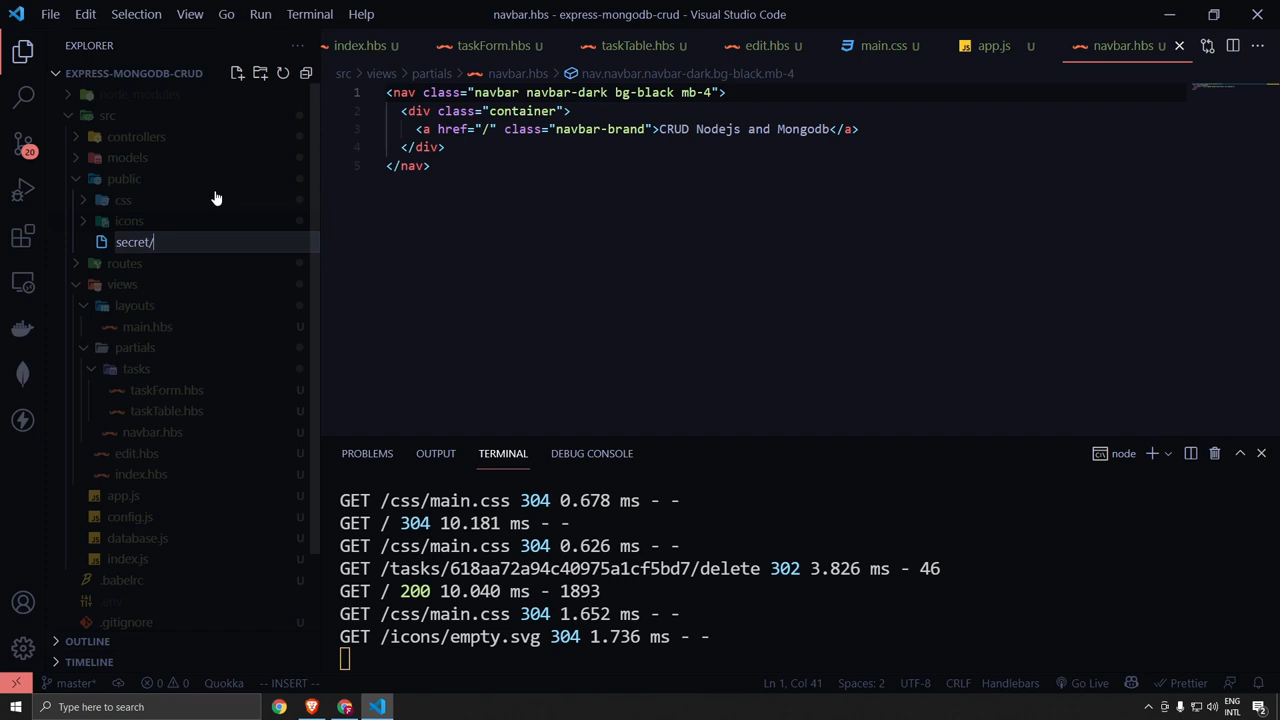 File Edit Selection View Go Run Terminal Help
navbar.hbs - express-mongodb-crud - Visual Studio Code
EXPLORER
index.hbs U taskForm.hbs U taskTable.hbs U edit.hbs U main.css U app.js U navbar.hbs U
EXPRESS-MONGODB-CRUD
src views partials navbar.hbs nav.navbar.navbar-dark.bg-black.mb-4
node_modules
src
controllers
models
public
css
icons
secret/
routes
views
layouts
main.hbs U
partials
tasks
taskForm.hbs U
taskTable.hbs U
navbar.hbs U
edit.hbs U
index.hbs U
app.js U
config.js U
database.js U
index.js U
.babelrc U
.env
.gitignore U
OUTLINE
TIMELINE
1 <nav class="navbar navbar-dark bg-black mb-4">
2 <div class="container">
3 <a href="/" class="navbar-brand">CRUD Nodejs and Mongodb</a>
4 </div>
5 </nav>
PROBLEMS OUTPUT TERMINAL DEBUG CONSOLE
node
GET /css/main.css 304 0.678 ms - -
GET / 304 10.181 ms - -
GET /css/main.css 304 0.626 ms - -
GET /tasks/618aa72a94c40975a1cf5bd7/delete 302 3.826 ms - 46
GET / 200 10.040 ms - 1893
GET /css/main.css 304 1.652 ms - -
GET /icons/empty.svg 304 1.736 ms - -
20
master* 0 0 Quokka -- INSERT -- Ln 1, Col 41 Spaces: 2 UTF-8 CRLF Handlebars Go Live Prettier
Type here to search
ENG
INTL